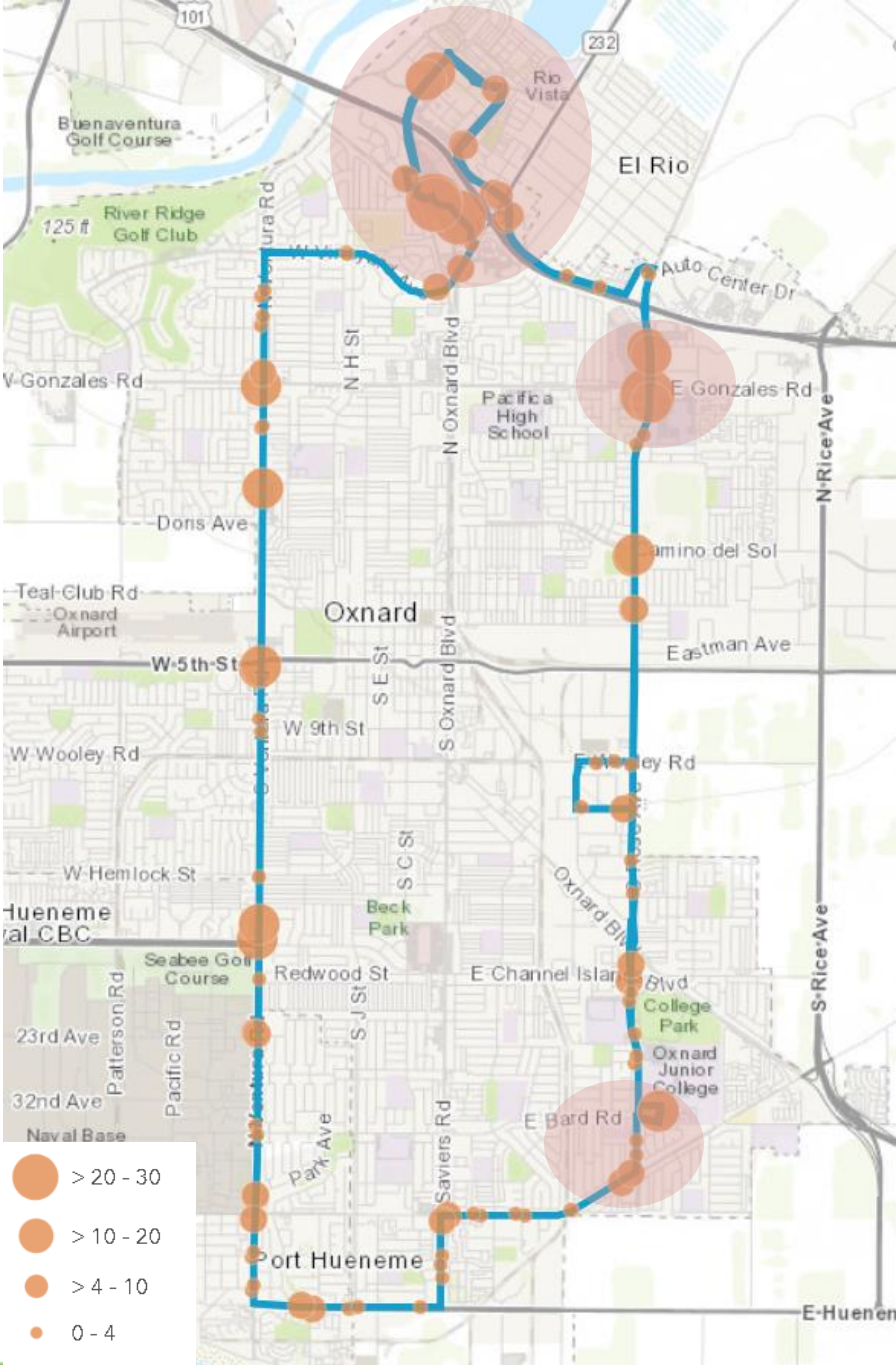 101
232
Rio
Vista
Buenaventura
Golf Course
El Rio
River Ridge
Golf Club
125 ft
Auto Center Dr
N H St
N Oxnard Blvd
W Gonzales Rd
E Gonzales Rd
Pacifica
High
School
N Rice Ave
Doris Ave
Camino del Sol
Teal Club Rd
Oxnard
Airport
Oxnard
W 5th St
Eastman Ave
S E St
S Oxnard Blvd
W 9th St
W Wooley Rd
S C St
W Hemlock St
Oxnard Blvd
Hueneme
val CBC
Beck
Park
Seabee Golf
Course
Redwood St
E Channel Islan
Blvd
S Rice Ave
College
Park
Patterson Rd
Pacific Rd
S J St
23rd Ave
Oxnard
Junior
College
32nd Ave
Naval Base
Park Ave
Saviers Rd
E Bard Rd
> 20 - 30
> 10 - 20
> 4 - 10
0 - 4
Port Hueneme
E Huenem